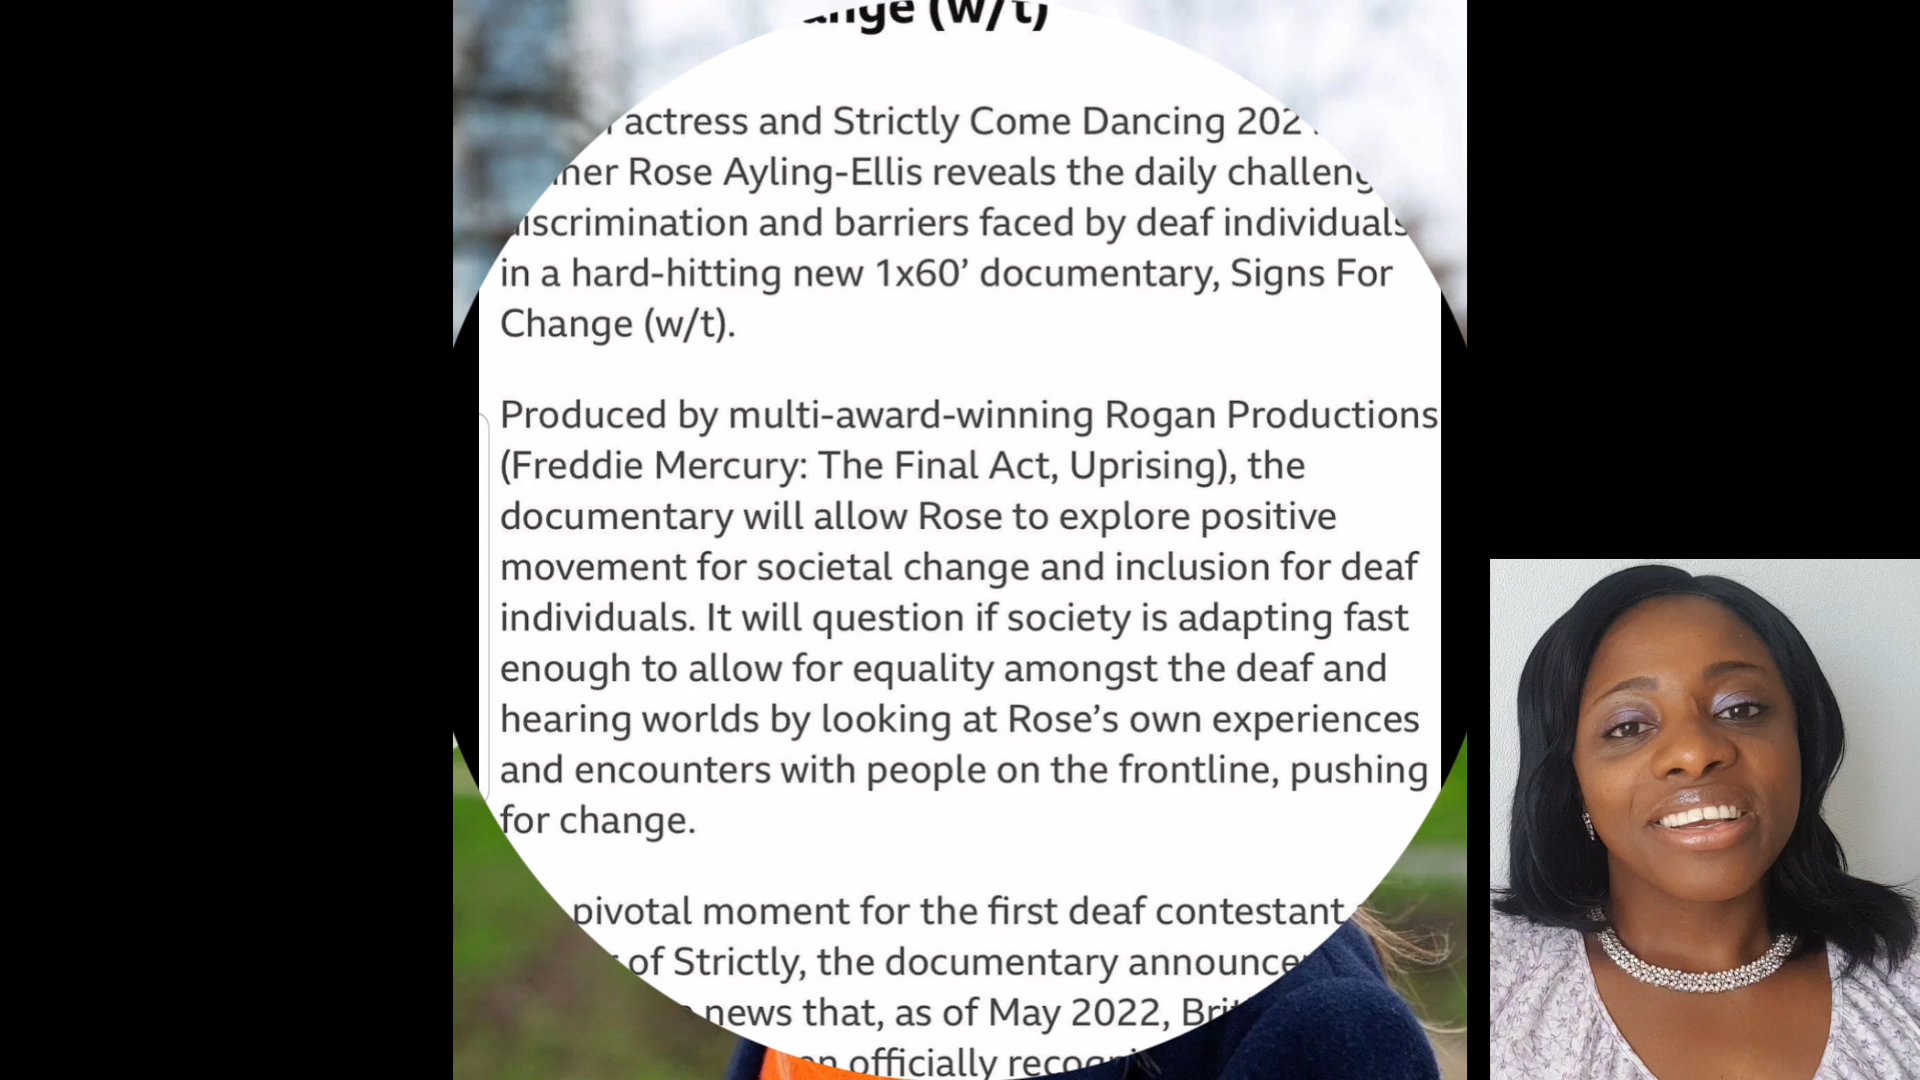 (w/t)
actress and Strictly Come Dancing
Rose Ayling-Ellis reveals the daily
and barriers faced by deaf individuals
in a hard-hitting new 1x60’ documentary, Signs For
Change (w/t).
Produced by multi-award-winning Rogan Productions
(Freddie Mercury: The Final Act, Uprising), the
documentary will allow Rose to explore positive
movement for societal change and inclusion for deaf
individuals. It will question if society is adapting fast
enough to allow for equality amongst the deaf and
hearing worlds by looking at Rose’s own experiences
and encounters with people on the frontline, pushing
for change.
pivotal moment for the first deaf contestant
of Strictly, the documentary
news that, as of May 2022,
officially